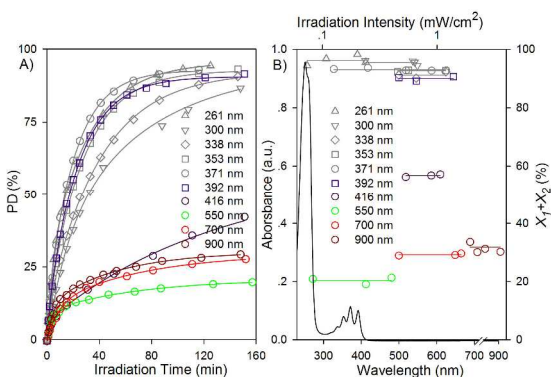 Irradiation Intensity (mW/cm²)
.1 1
A) B)
100
75
50
25
0
PD (%)
261 nm
300 nm
338 nm
353 nm
371 nm
392 nm
416 nm
550 nm
700 nm
900 nm
0 40 80 120 160
Irradiation Time (min)
1.0
.8
.6
.4
.2
0.0
Aborsbance (a.u.)
261 nm
300 nm
338 nm
353 nm
371 nm
392 nm
416 nm
550 nm
700 nm
900 nm
100
80
60
40
20
0
X₁+X₂ (%)
300 400 500 600 700 800 900
Wavelength (nm)